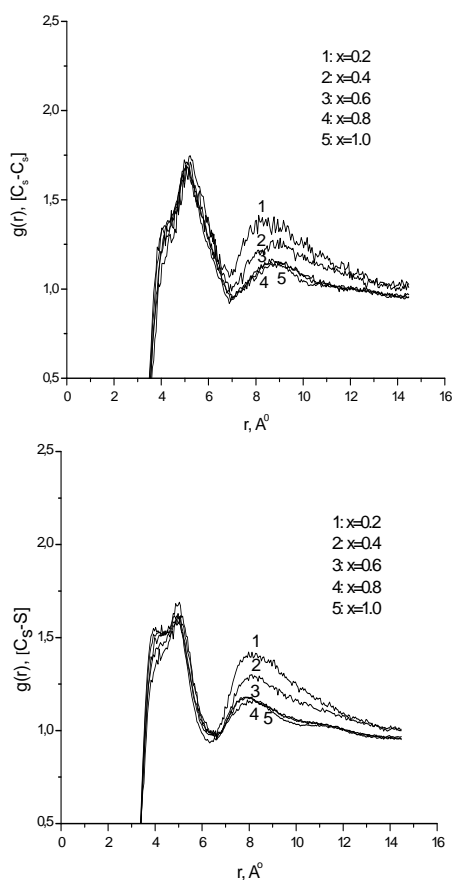 2,5
2,0
1,5
1,0
0,5
g(r), [Cs-Cs]
1: x=0.2
2: x=0.4
3: x=0.6
4: x=0.8
5: x=1.0
1
2
3
4 5
0 2 4 6 8 10 12 14 16
r, A⁰
2,5
2,0
1,5
1,0
0,5
g(r), [CS-S]
1: x=0.2
2: x=0.4
3: x=0.6
4: x=0.8
5: x=1.0
1
2
3
4 5
0 2 4 6 8 10 12 14 16
r, A⁰